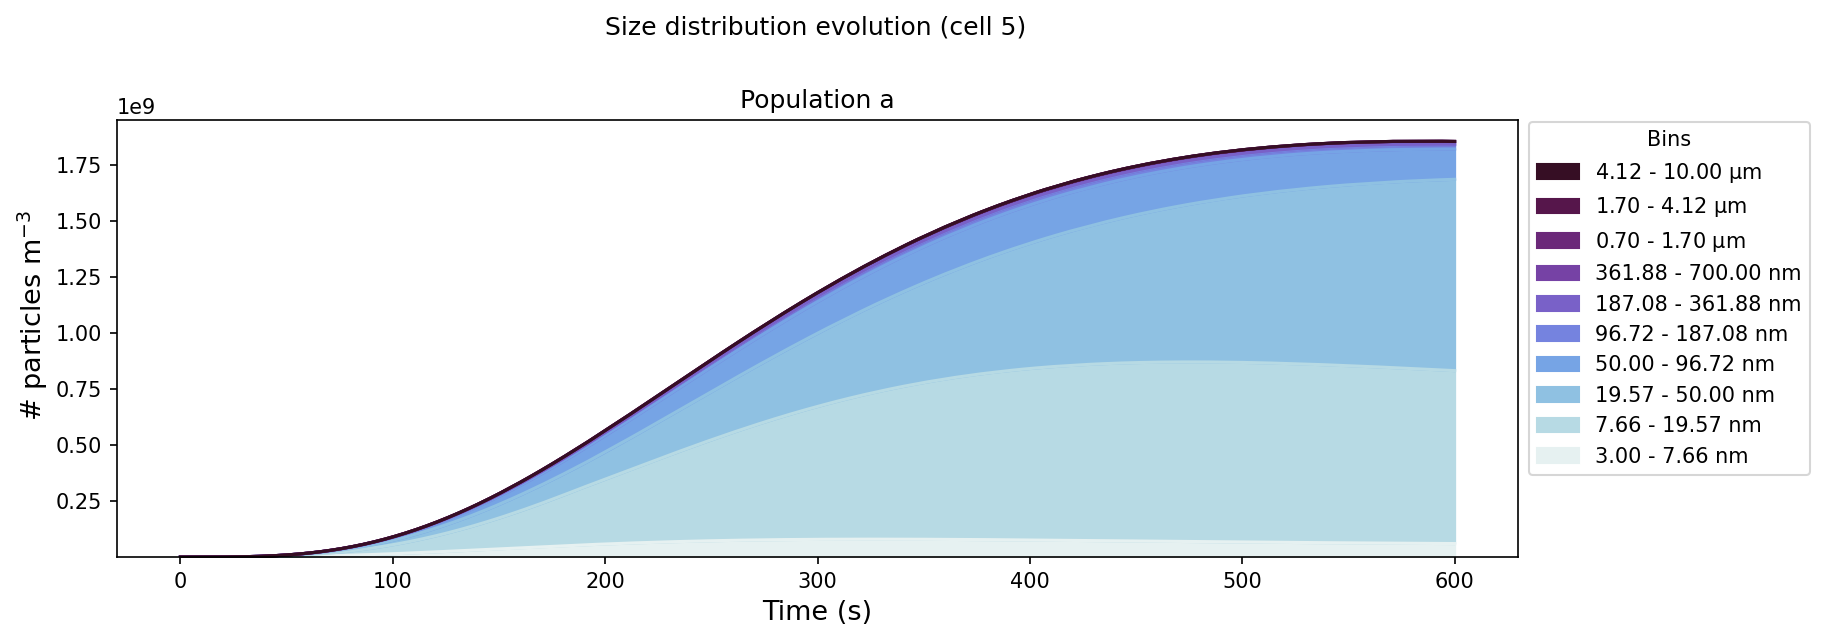 Size distribution evolution (cell 5)
Population a
1e9
# particles m⁻³
1.75
1.50
1.25
1.00
0.75
0.50
0.25
0 100 200 300 400 500 600
Time (s)
Bins
4.12 - 10.00 µm
1.70 - 4.12 µm
0.70 - 1.70 µm
361.88 - 700.00 nm
187.08 - 361.88 nm
96.72 - 187.08 nm
50.00 - 96.72 nm
19.57 - 50.00 nm
7.66 - 19.57 nm
3.00 - 7.66 nm